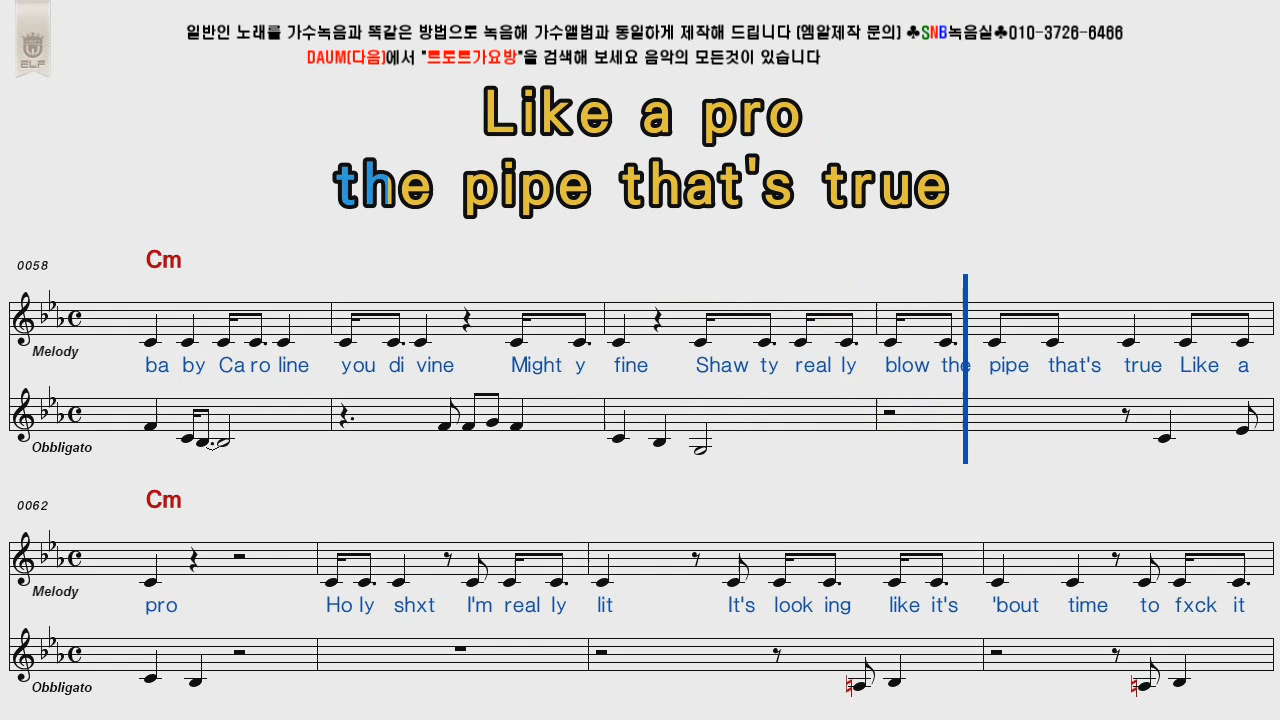 ELF
일반인 노래를 가수녹음과 똑같은 방법으로 녹음해 가수앨범과 동일하게 제작해 드립니다 (엠알제작 문의) ♣SNB녹음실♣010-3726-6466
DAUM(다음)에서 "트로트가요방"을 검색해 보세요 음악의 모든것이 있습니다
Like a pro
the pipe that's true
0058
Cm
Melody
ba by Ca ro line you di vine Might y fine Shaw ty real ly blow the pipe that's true Like a
Obbligato
0062
Cm
Melody
pro Ho ly shxt I'm real ly lit It's look ing like it's 'bout time to fxck it
Obbligato